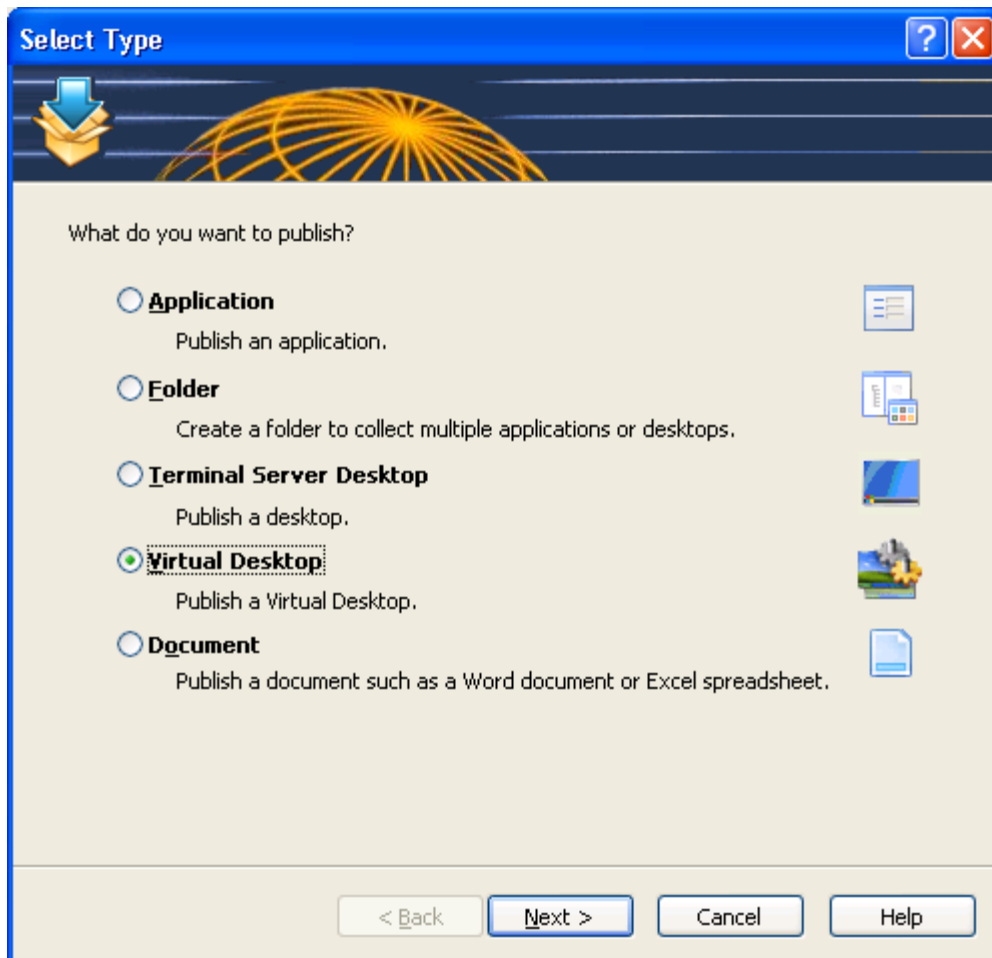 Select Type
What do you want to publish?
Application
Publish an application.
Folder
Create a folder to collect multiple applications or desktops.
Terminal Server Desktop
Publish a desktop.
Virtual Desktop
Publish a Virtual Desktop.
Document
Publish a document such as a Word document or Excel spreadsheet.
< Back Next > Cancel Help